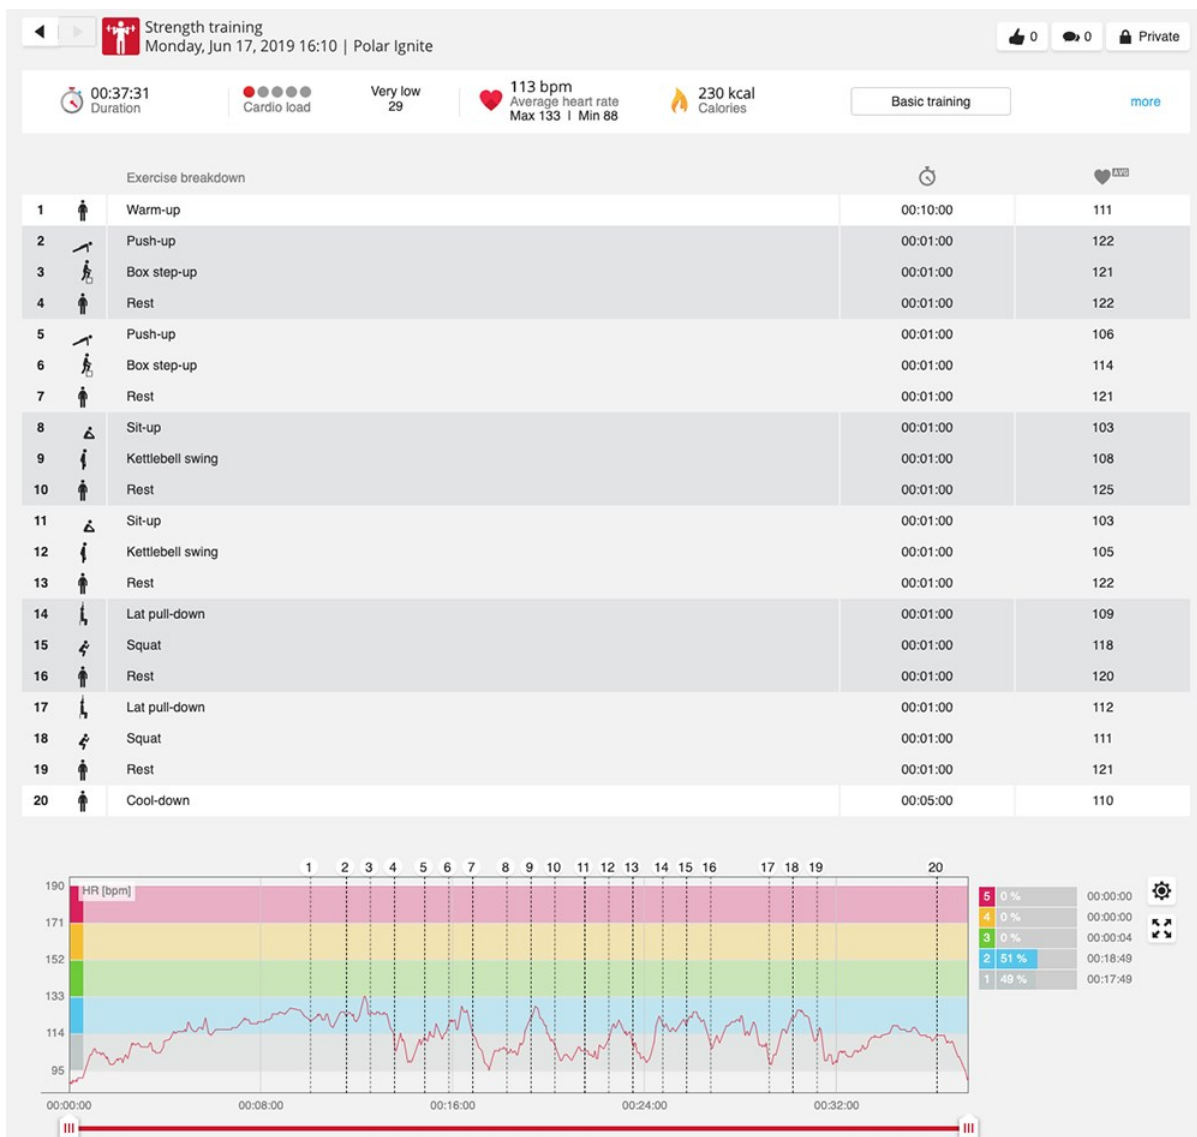 Strength training
Monday, Jun 17, 2019 16:10 | Polar Ignite
0 0 Private
00:37:31
Duration
Cardio load
Very low
29
113 bpm
Average heart rate
Max 133 | Min 88
230 kcal
Calories
Basic training
more
Exercise breakdown AVG
1 Warm-up 00:10:00 111
2 Push-up 00:01:00 122
3 Box step-up 00:01:00 121
4 Rest 00:01:00 122
5 Push-up 00:01:00 106
6 Box step-up 00:01:00 114
7 Rest 00:01:00 121
8 Sit-up 00:01:00 103
9 Kettlebell swing 00:01:00 108
10 Rest 00:01:00 125
11 Sit-up 00:01:00 103
12 Kettlebell swing 00:01:00 105
13 Rest 00:01:00 122
14 Lat pull-down 00:01:00 109
15 Squat 00:01:00 118
16 Rest 00:01:00 120
17 Lat pull-down 00:01:00 112
18 Squat 00:01:00 111
19 Rest 00:01:00 121
20 Cool-down 00:05:00 110
1 2 3 4 5 6 7 8 9 10 11 12 13 14 15 16 17 18 19 20
HR [bpm]
190
171
152
133
114
95
00:00:00 00:08:00 00:16:00 00:24:00 00:32:00
5 0 % 00:00:00
4 0 % 00:00:00
3 0 % 00:00:04
2 51 % 00:18:49
1 49 % 00:17:49